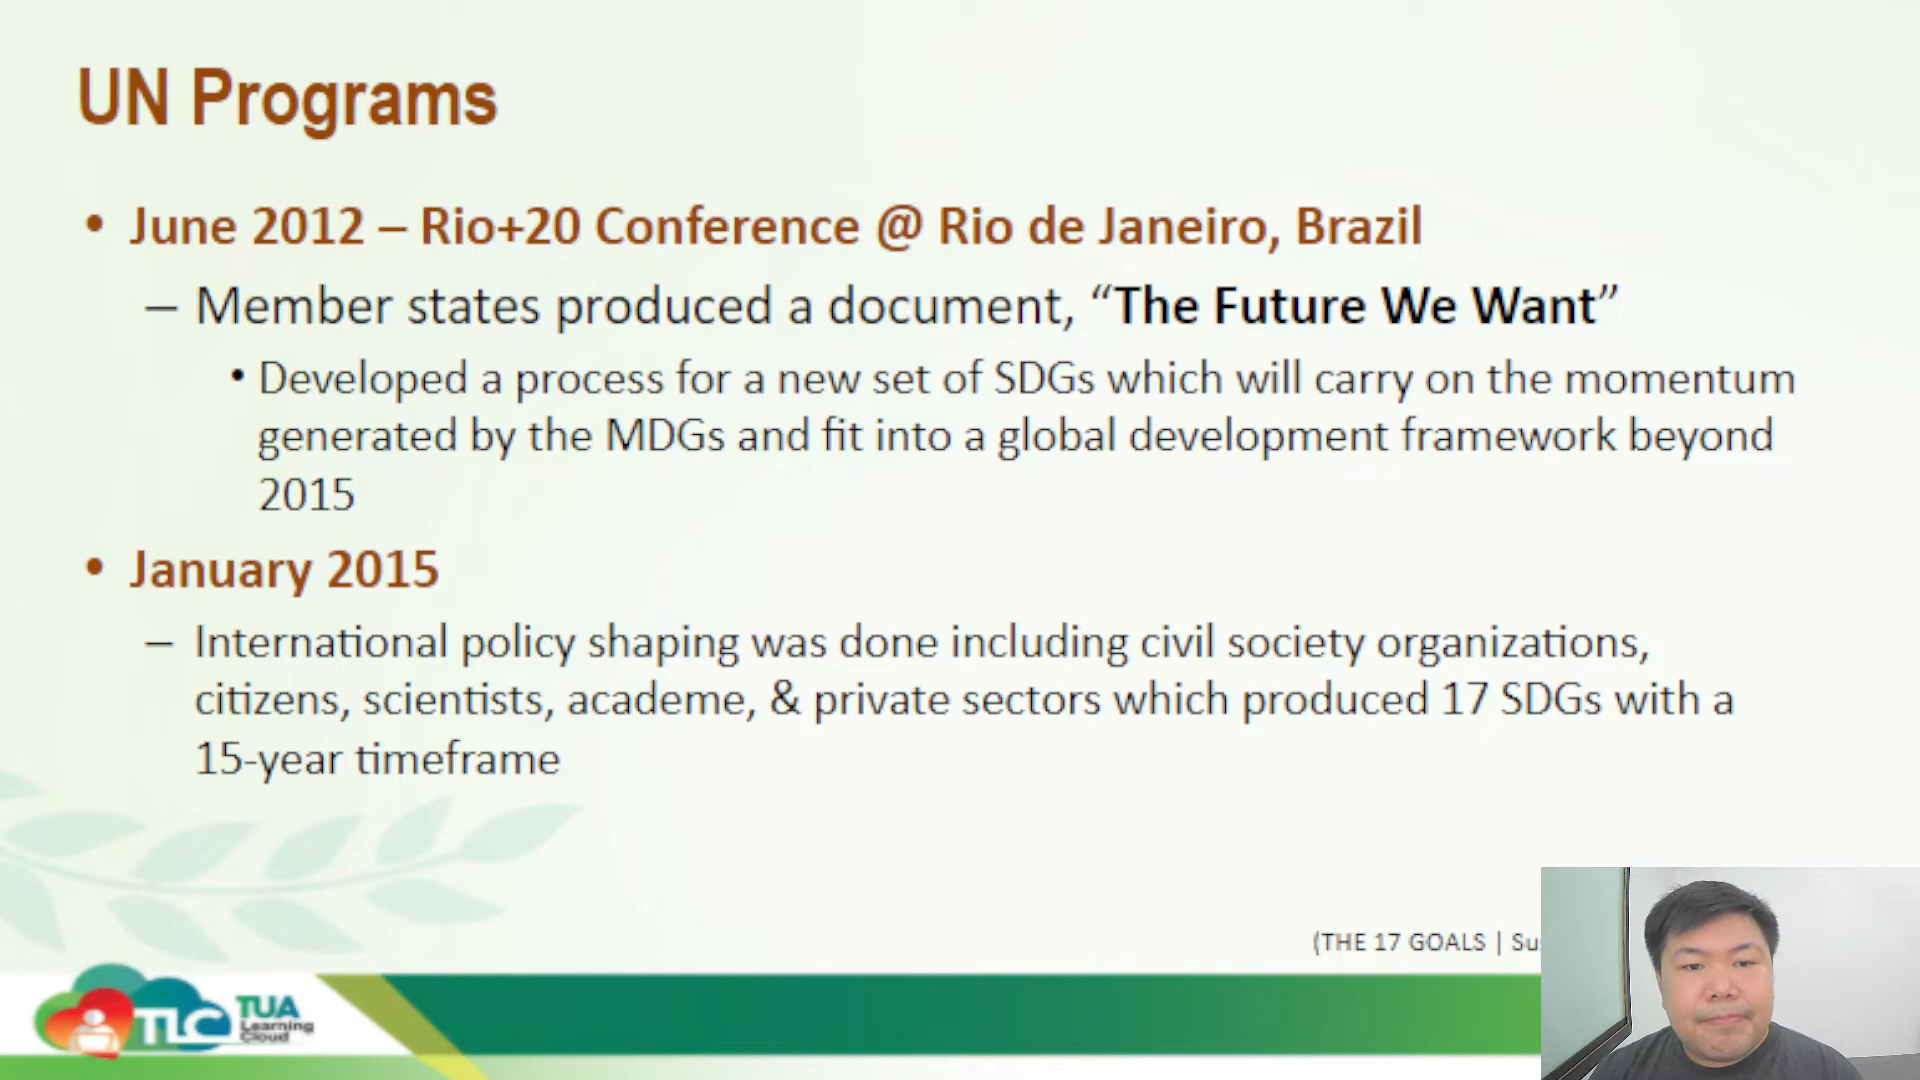 UN Programs
• June 2012 – Rio+20 Conference @ Rio de Janeiro, Brazil
– Member states produced a document, “The Future We Want”
• Developed a process for a new set of SDGs which will carry on the momentum
generated by the MDGs and fit into a global development framework beyond
2015
• January 2015
– International policy shaping was done including civil society organizations,
citizens, scientists, academe, & private sectors which produced 17 SDGs with a
15-year timeframe
(THE 17 GOALS |
TLC TUA
Learning
Cloud